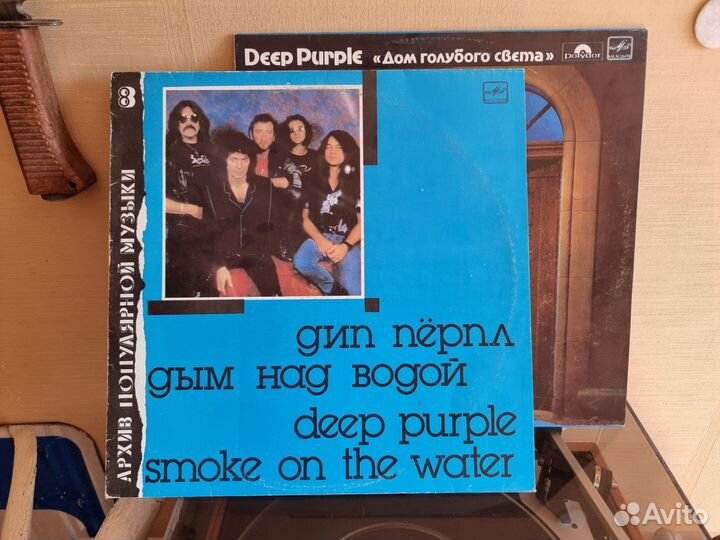 Deep Purple «Дом голубого света» Polydor
8
АРХИВ ПОПУЛЯРНОЙ МУЗЫКИ
дип пёрпл
дым над водой
deep purple
smoke on the water
Avito